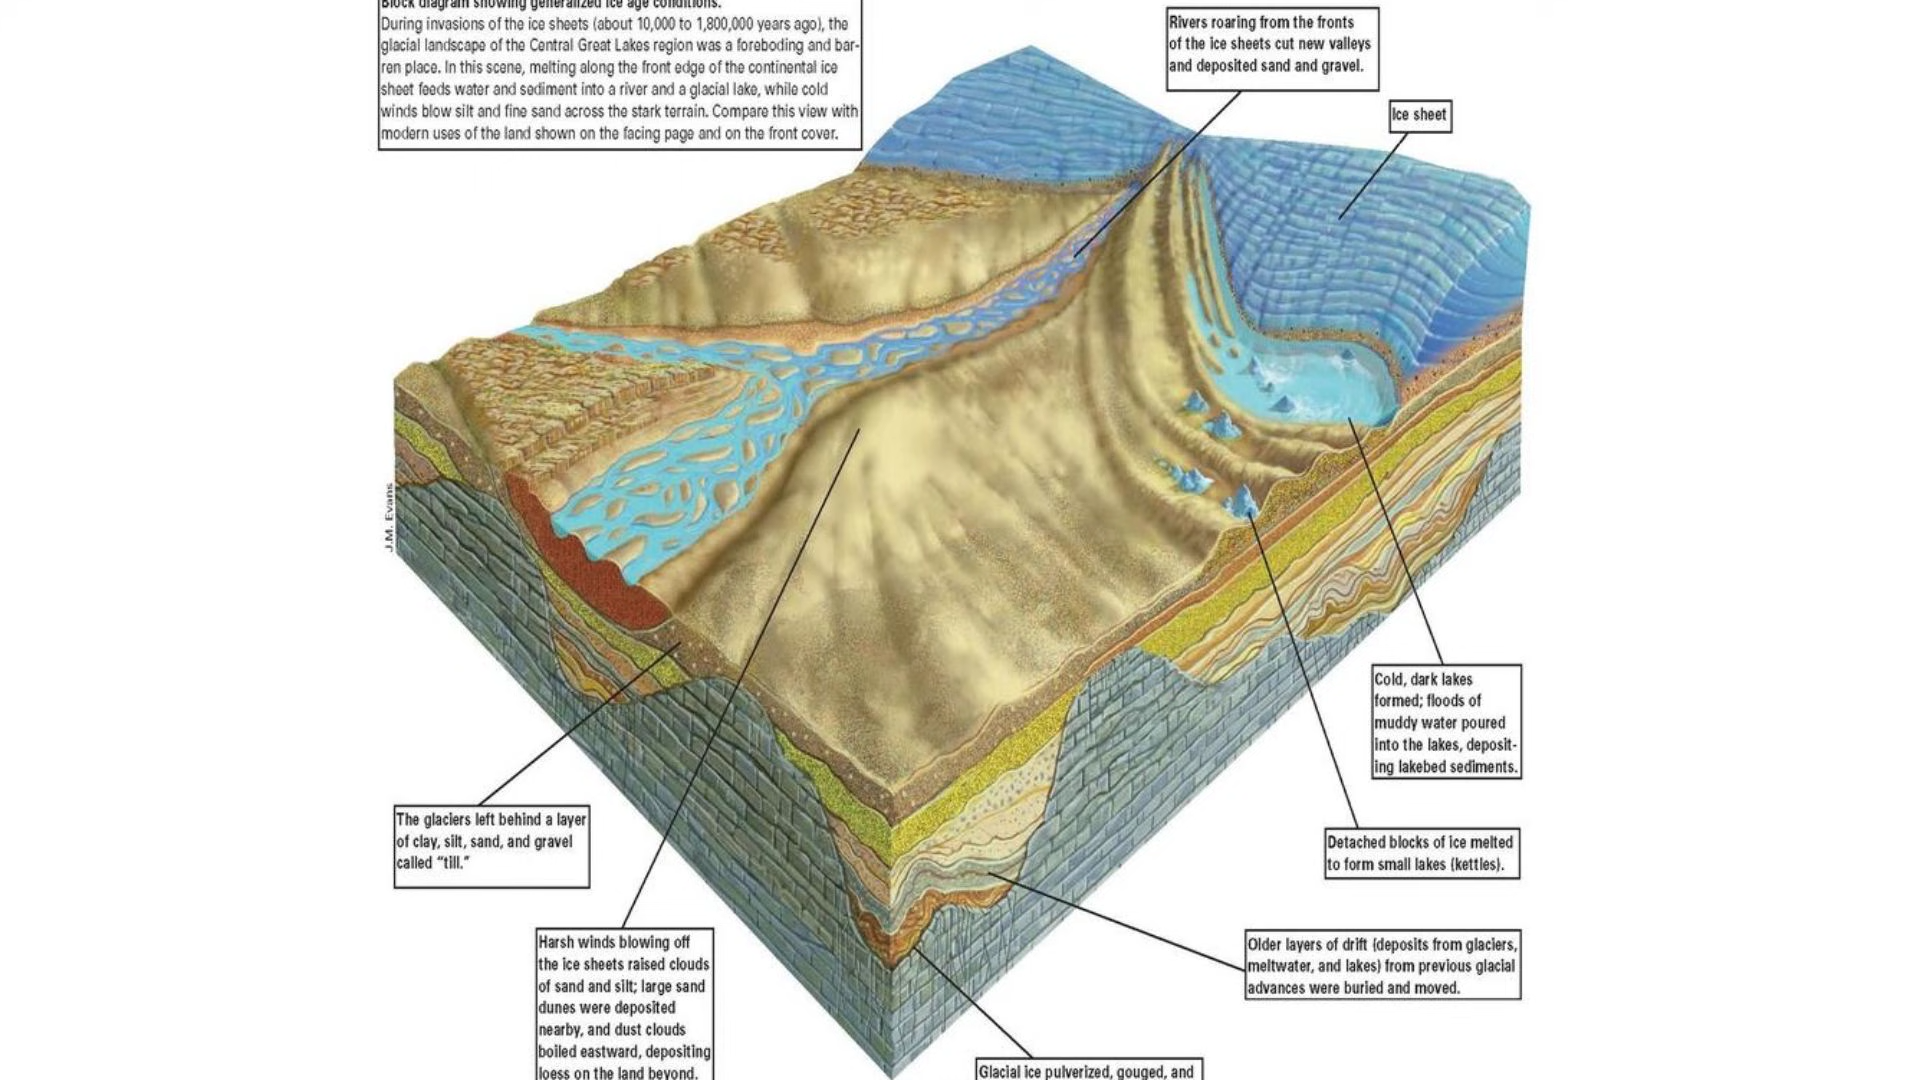 Block diagram showing generalized ice age conditions.
During invasions of the ice sheets (about 10,000 to 1,800,000 years ago), the
glacial landscape of the Central Great Lakes region was a foreboding and bar-
ren place. In this scene, melting along the front edge of the continental ice
sheet feeds water and sediment into a river and a glacial lake, while cold
winds blow silt and fine sand across the stark terrain. Compare this view with
modern uses of the land shown on the facing page and on the front cover.
Rivers roaring from the fronts
of the ice sheets cut new valleys
and deposited sand and gravel.
Ice sheet
J.M. Evans
Cold, dark lakes
formed; floods of
muddy water poured
into the lakes, deposit-
ing lakebed sediments.
The glaciers left behind a layer
of clay, silt, sand, and gravel
called “till.”
Detached blocks of ice melted
to form small lakes (kettles).
Harsh winds blowing off
the ice sheets raised clouds
of sand and silt; large sand
dunes were deposited
nearby, and dust clouds
boiled eastward, depositing
loess on the land beyond.
Older layers of drift (deposits from glaciers,
meltwater, and lakes) from previous glacial
advances were buried and moved.
Glacial ice pulverized, gouged, and